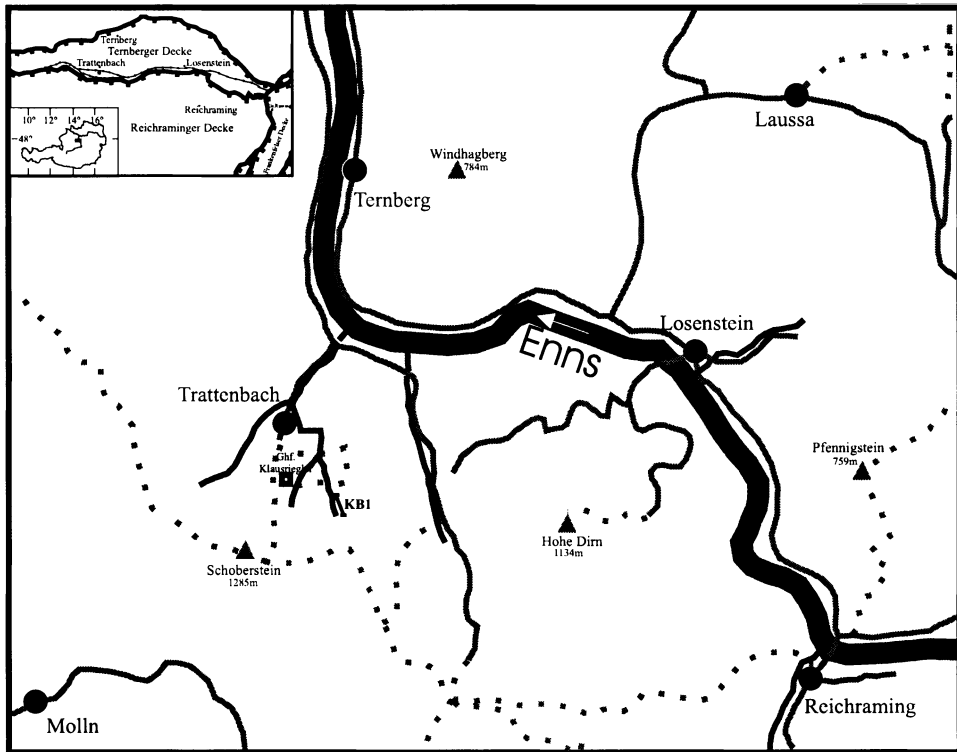 Ternberg
Ternberger Decke
Trattenbach
Losenstein
Reichraming
Reichraminger Decke
10° 12° 14° 16°
48°
Windhagberg
784m
Laussa
Ternberg
Losenstein
Enns
Trattenbach
Ghf.
KB1
Pfennigstein
759m
Hohe Dirn
1134m
Schoberstein
1285m
Molln
Reichraming